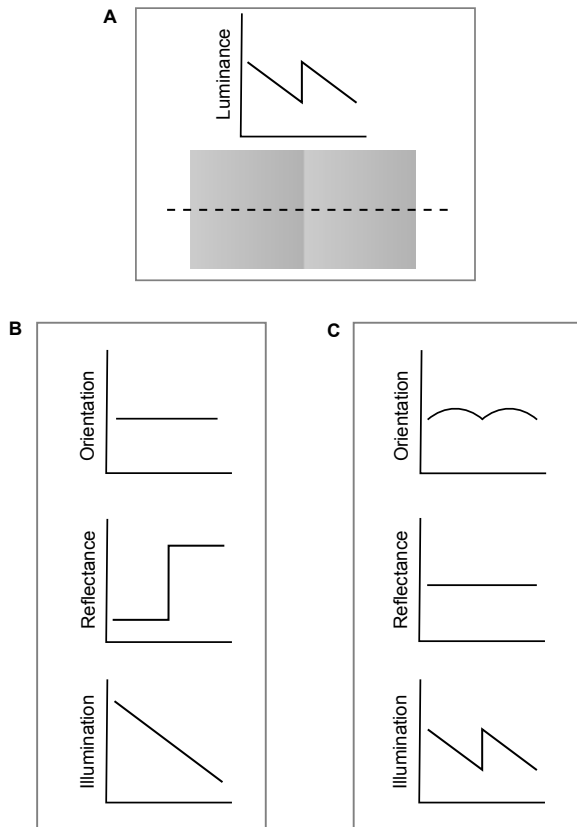 A
Luminance
B
Orientation
Reflectance
Illumination
C
Orientation
Reflectance
Illumination